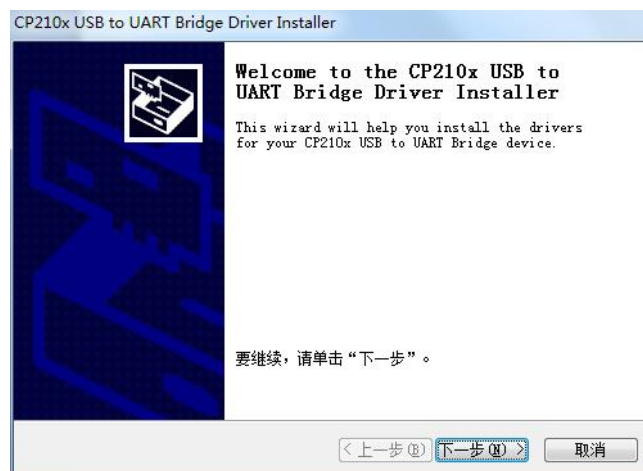 CP210x USB to UART Bridge Driver Installer
Welcome to the CP210x USB to
UART Bridge Driver Installer
This wizard will help you install the drivers
for your CP210x USB to UART Bridge device.
要继续，请单击“下一步”。
< 上一步(B) 下一步(N) > 取消